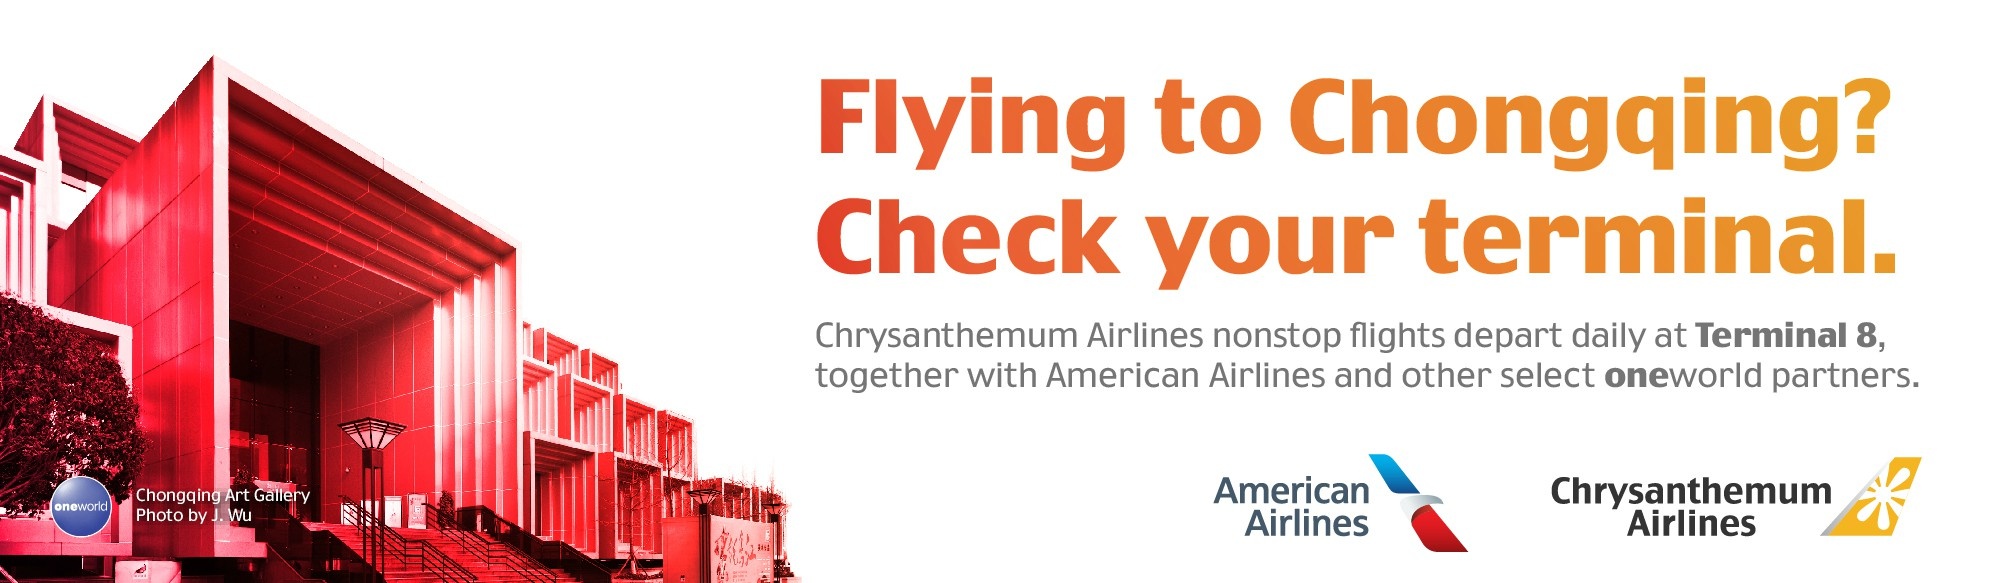 Flying to Chongqing?
Check your terminal.
Chrysanthemum Airlines nonstop flights depart daily at Terminal 8,
together with American Airlines and other select oneworld partners.
American
Airlines
Chrysanthemum
Airlines
oneworld
Chongqing Art Gallery
Photo by J. Wu